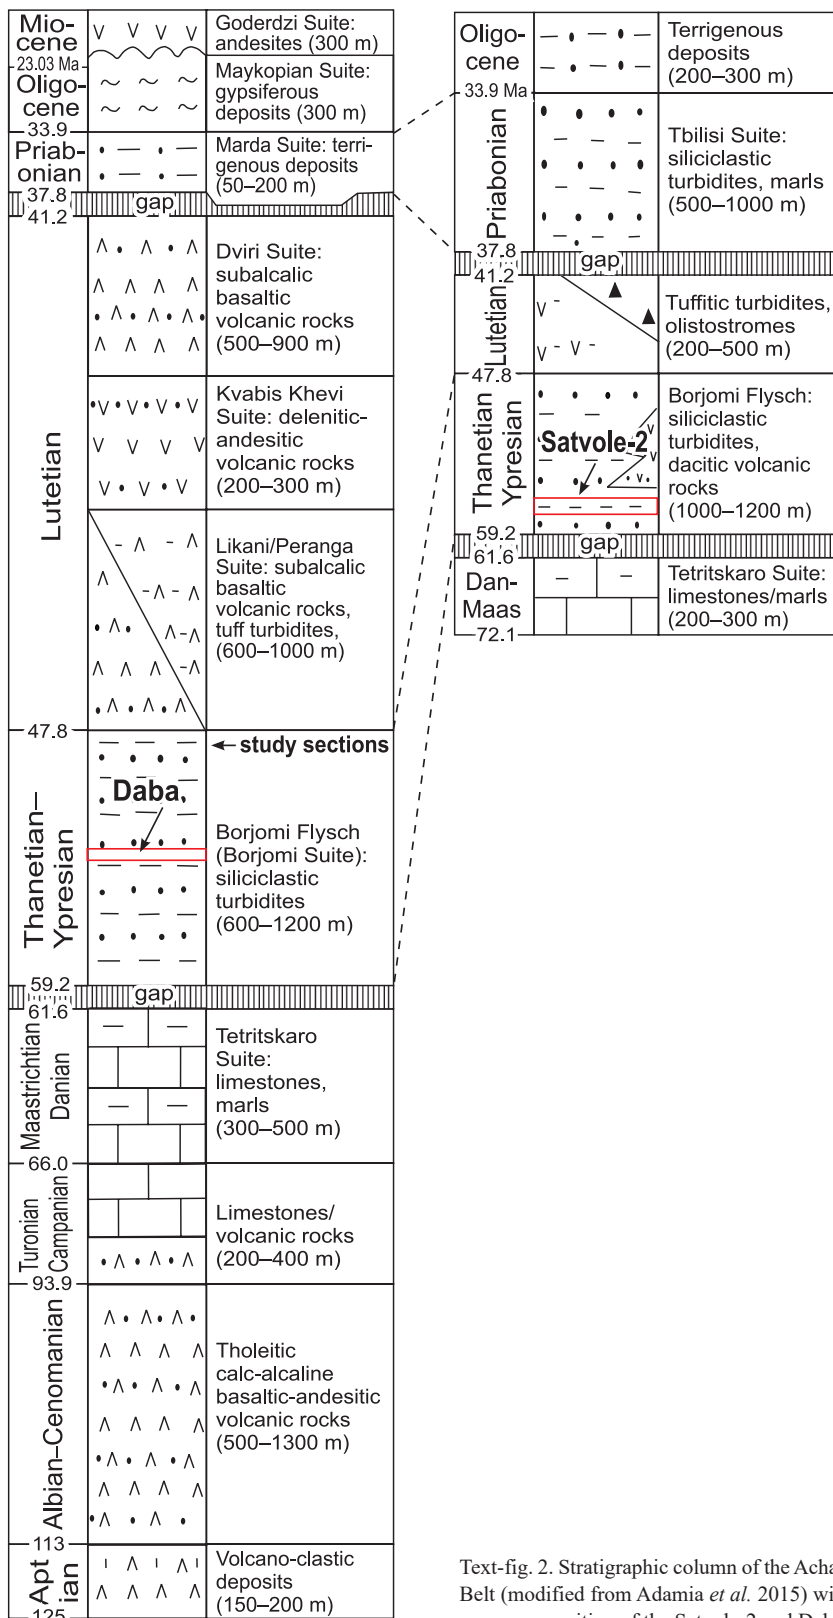 Mio-
cene
Goderdzi Suite:
andesites (300 m)
23.03 Ma
Oligo-
cene
Maykopian Suite:
gypsiferous
deposits (300 m)
33.9
Priab-
onian
Marda Suite: terri-
genous deposits
(50–200 m)
37.8
gap
41.2
Lutetian
Dviri Suite:
subalcalic
basaltic
volcanic rocks
(500–900 m)
Kvabis Khevi
Suite: delenitic-
andesitic
volcanic rocks
(200–300 m)
Likani/Peranga
Suite: subalcalic
basaltic
volcanic rocks,
tuff turbidites,
(600–1000 m)
47.8
study sections
Thanetian–
Ypresian
Daba
Borjomi Flysch
(Borjomi Suite):
siliciclastic
turbidites
(600–1200 m)
59.2
gap
61.6
Maastrichtian
Danian
Tetritskaro
Suite:
limestones,
marls
(300–500 m)
66.0
Turonian
Campanian
Limestones/
volcanic rocks
(200–400 m)
93.9
Albian–Cenomanian
Tholeitic
calc-alcaline
basaltic-andesitic
volcanic rocks
(500–1300 m)
113
Apt
ian
Volcano-clastic
deposits
(150–200 m)
125
Oligo-
cene
Terrigenous
deposits
(200–300 m)
33.9 Ma
Priabonian
Tbilisi Suite:
siliciclastic
turbidites, marls
(500–1000 m)
37.8
gap
41.2
Lutetian
Tuffitic turbidites,
olistostromes
(200–500 m)
47.8
Thanetian
Ypresian
Satvole-2
Borjomi Flysch:
siliciclastic
turbidites,
dacitic volcanic
rocks
(1000–1200 m)
59.2
gap
61.6
Dan-
Maas
Tetritskaro Suite:
limestones/marls
(200–300 m)
72.1
Text-fig. 2. Stratigraphic column of the Acha
Belt (modified from Adamia et al. 2015) wi